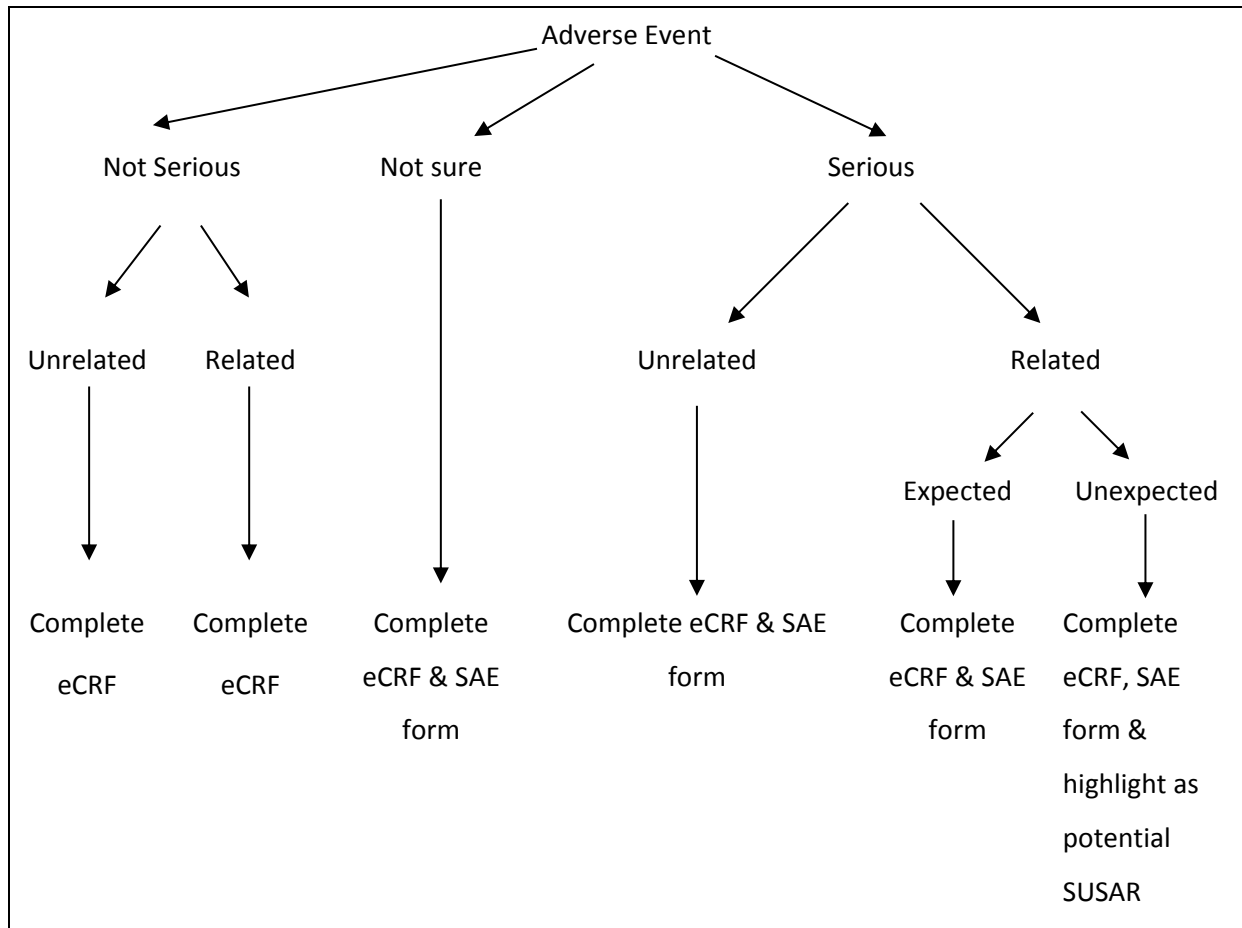 Adverse Event
Not Serious
Not sure
Serious
Unrelated
Related
Unrelated
Related
Expected
Unexpected
Complete
eCRF
Complete
eCRF
Complete
eCRF & SAE
form
Complete eCRF & SAE
form
Complete
eCRF & SAE
form
Complete
eCRF, SAE
form &
highlight as
potential
SUSAR